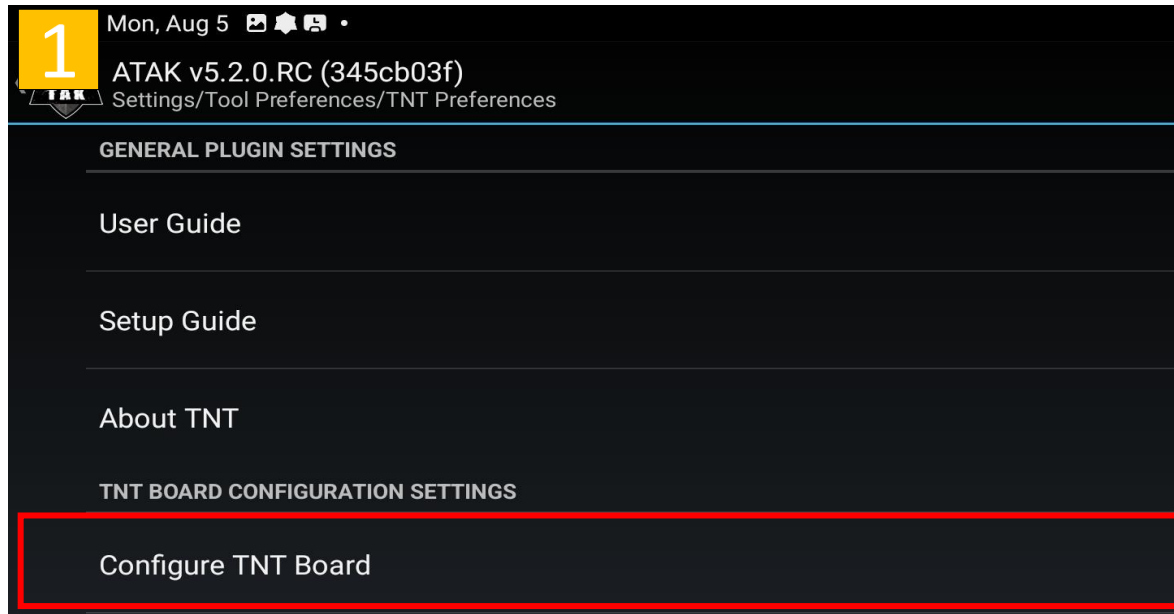 1
Mon, Aug 5
ATAK v5.2.0.RC (345cb03f)
TAK
Settings/Tool Preferences/TNT Preferences
GENERAL PLUGIN SETTINGS
User Guide
Setup Guide
About TNT
TNT BOARD CONFIGURATION SETTINGS
Configure TNT Board